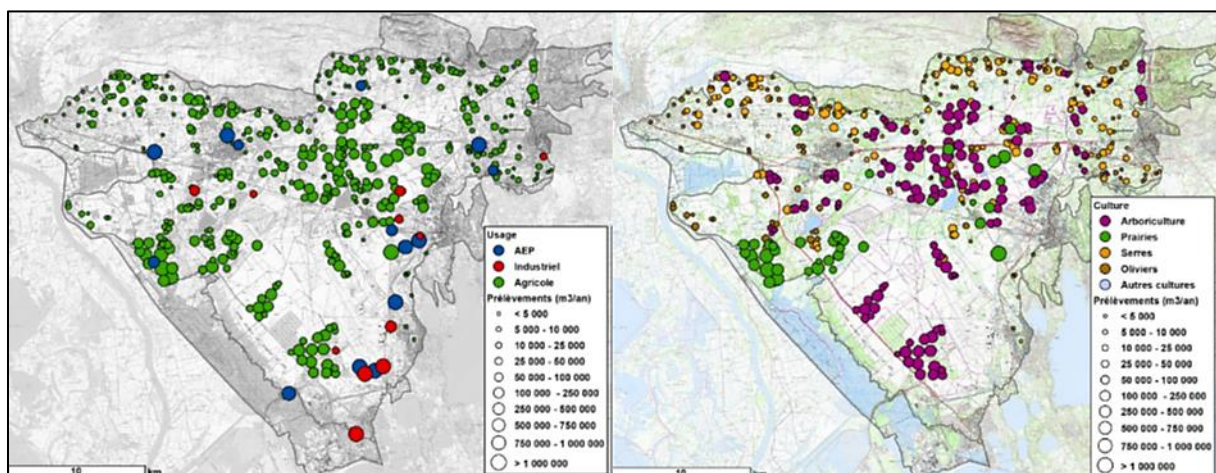 Usage
AEP
Industriel
Agricole
Prélèvements (m3/an)
< 5 000
5 000 - 10 000
10 000 - 25 000
25 000 - 50 000
50 000 - 100 000
100 000 - 250 000
250 000 - 500 000
500 000 - 750 000
750 000 - 1 000 000
> 1 000 000
10
km
Culture
Arboriculture
Prairies
Serres
Oliviers
Autres cultures
Prélèvements (m3/an)
< 5 000
5 000 - 10 000
10 000 - 25 000
25 000 - 50 000
50 000 - 100 000
100 000 - 250 000
250 000 - 500 000
500 000 - 750 000
750 000 - 1 000 000
> 1 000 000
10
km